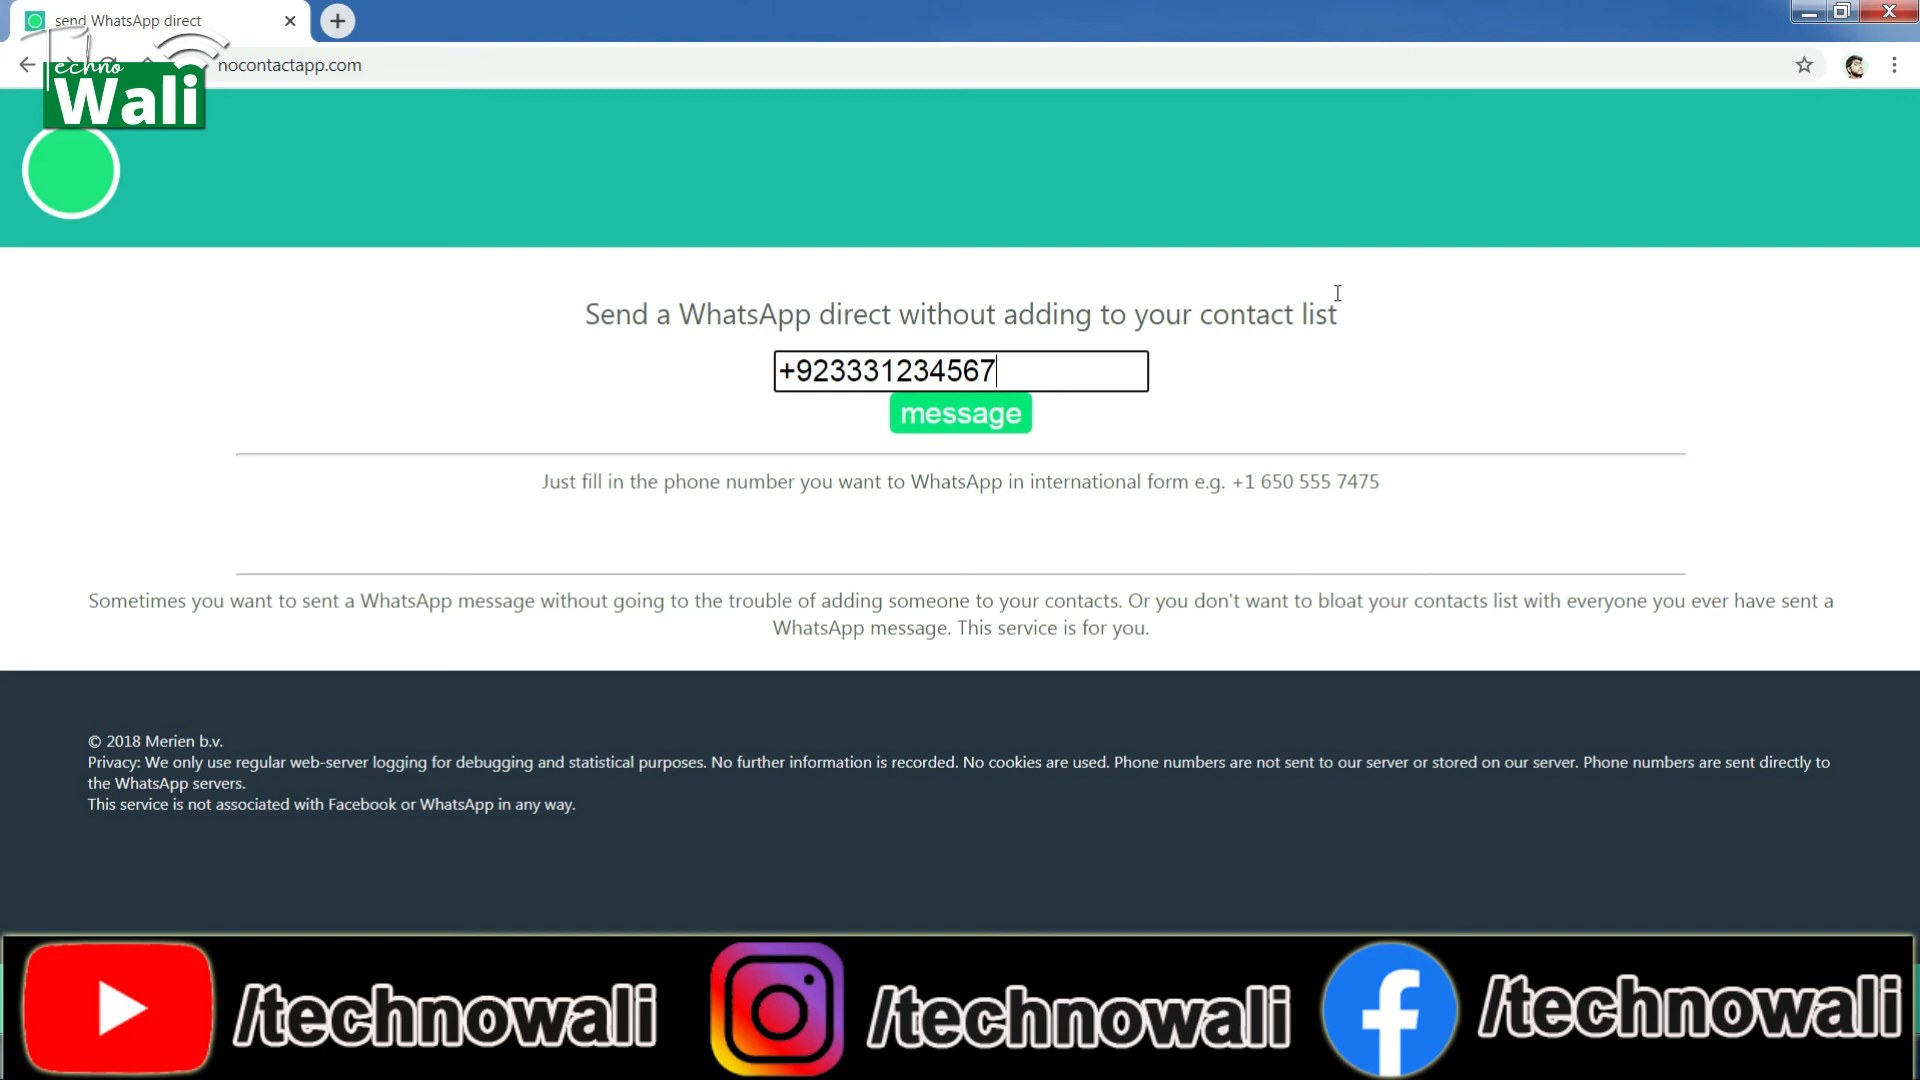 send WhatsApp direct
Techno
Wali
nocontactapp.com
Send a WhatsApp direct without adding to your contact list
+923331234567
message
Just fill in the phone number you want to WhatsApp in international form e.g. +1 650 555 7475
Sometimes you want to sent a WhatsApp message without going to the trouble of adding someone to your contacts. Or you don't want to bloat your contacts list with everyone you ever have sent a
WhatsApp message. This service is for you.
© 2018 Merien b.v.
Privacy: We only use regular web-server logging for debugging and statistical purposes. No further information is recorded. No cookies are used. Phone numbers are not sent to our server or stored on our server. Phone numbers are sent directly to
the WhatsApp servers.
This service is not associated with Facebook or WhatsApp in any way.
/technowali
/technowali
/technowali